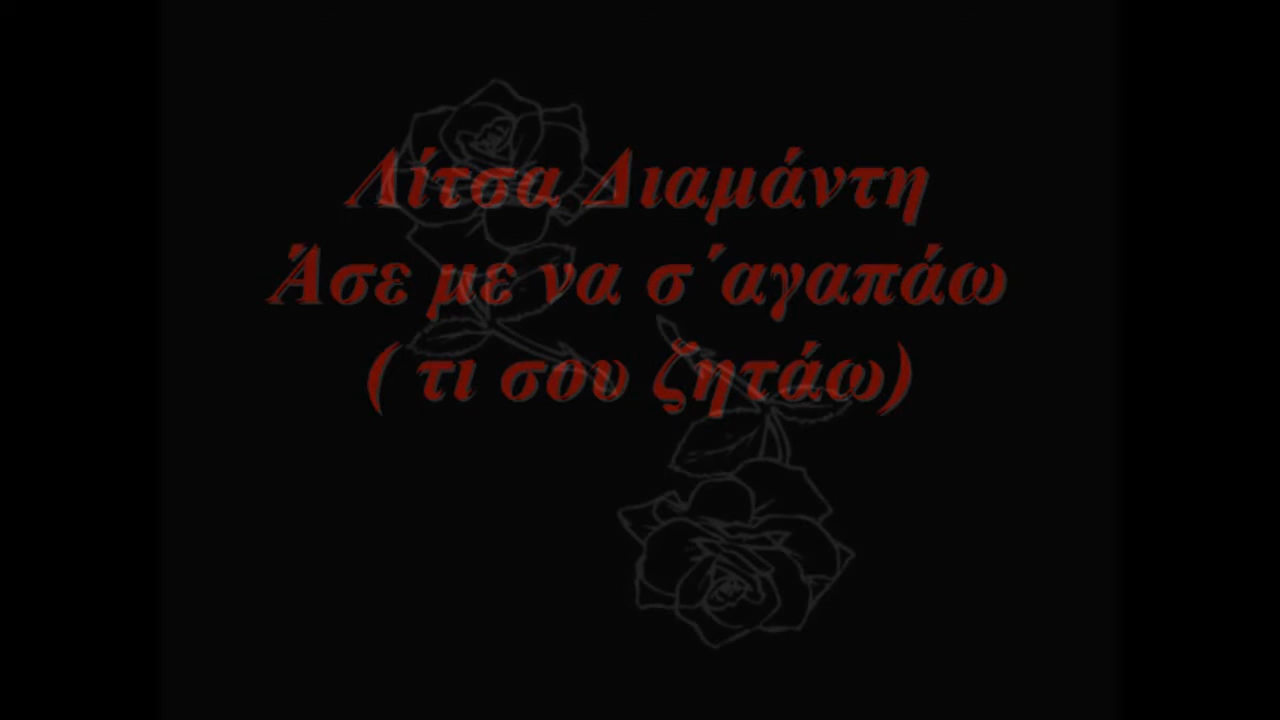 Λίτσα Διαμάντη
Άσε με να σ΄αγαπάω
( τι σου ζητάω)